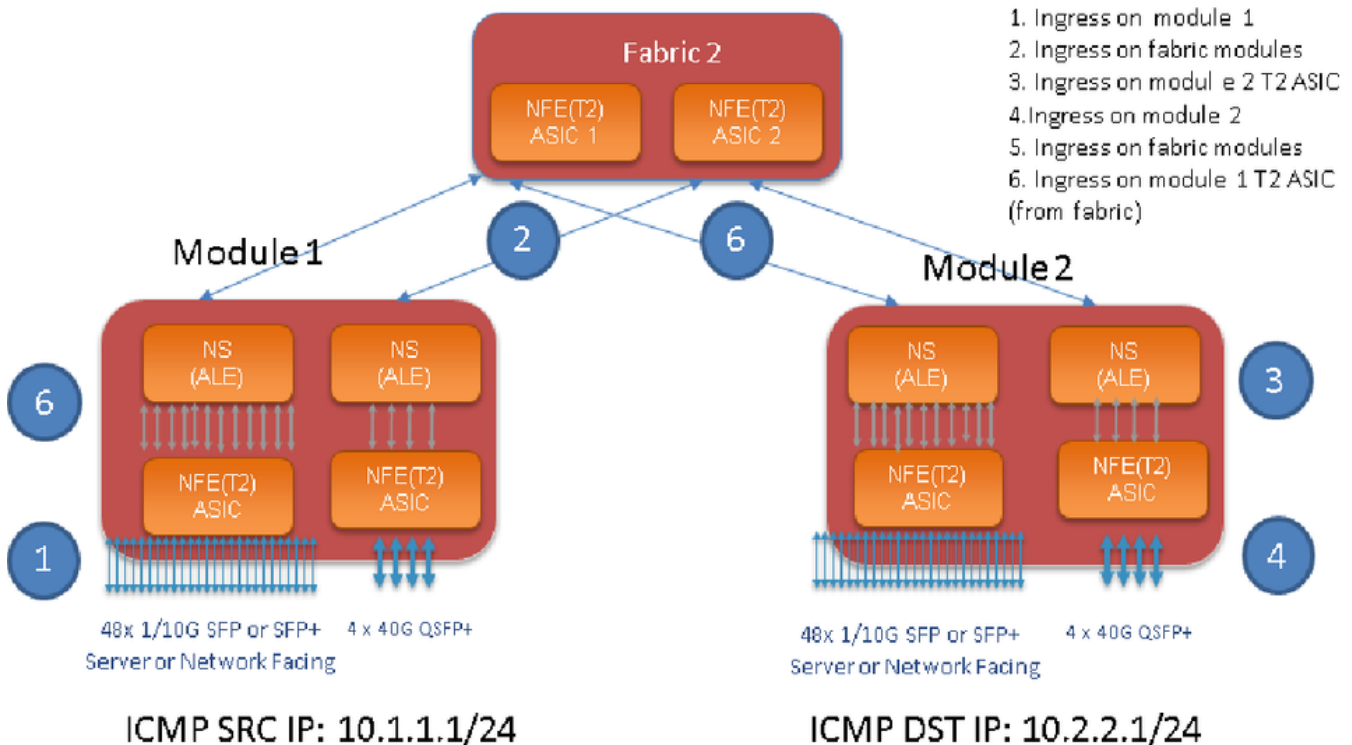 Fabric 2
NFE(T2)
ASIC 1
NFE(T2)
ASIC 2
1. Ingress on module 1
2. Ingress on fabric modules
3. Ingress on modul e 2 T2 ASIC
4.Ingress on module 2
5. Ingress on fabric modules
6. Ingress on module 1 T2 ASIC
(from fabric)
2
6
Module 1
Module 2
NS
(ALE)
NS
(ALE)
NFE(T2)
ASIC
NFE(T2)
ASIC
6
1
NS
(ALE)
NS
(ALE)
NFE(T2)
ASIC
NFE(T2)
ASIC
3
4
48x 1/10G SFP or SFP+
Server or Network Facing
4 x 40G QSFP+
48x 1/10G SFP or SFP+
Server or Network Facing
4 x 40G QSFP+
ICMP SRC IP: 10.1.1.1/24
ICMP DST IP: 10.2.2.1/24